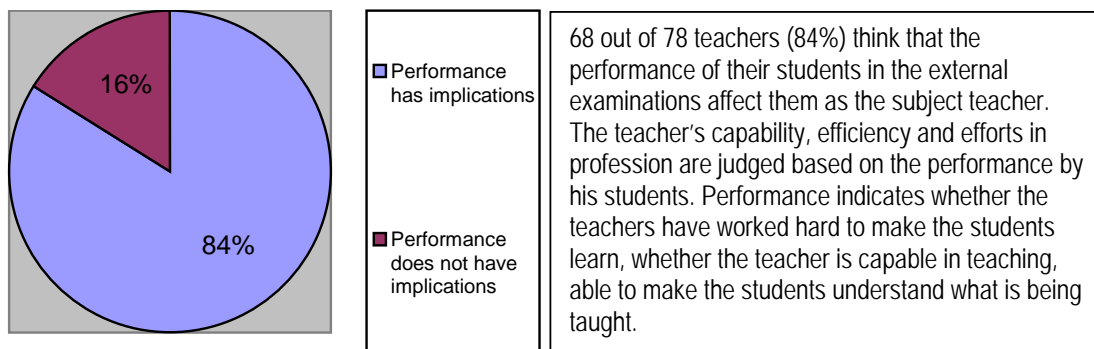 16%
84%
Performance
has implications
Performance
does not have
implications
68 out of 78 teachers (84%) think that the
performance of their students in the external
examinations affect them as the subject teacher.
The teacher's capability, efficiency and efforts in
profession are judged based on the performance by
his students. Performance indicates whether the
teachers have worked hard to make the students
learn, whether the teacher is capable in teaching,
able to make the students understand what is being
taught.